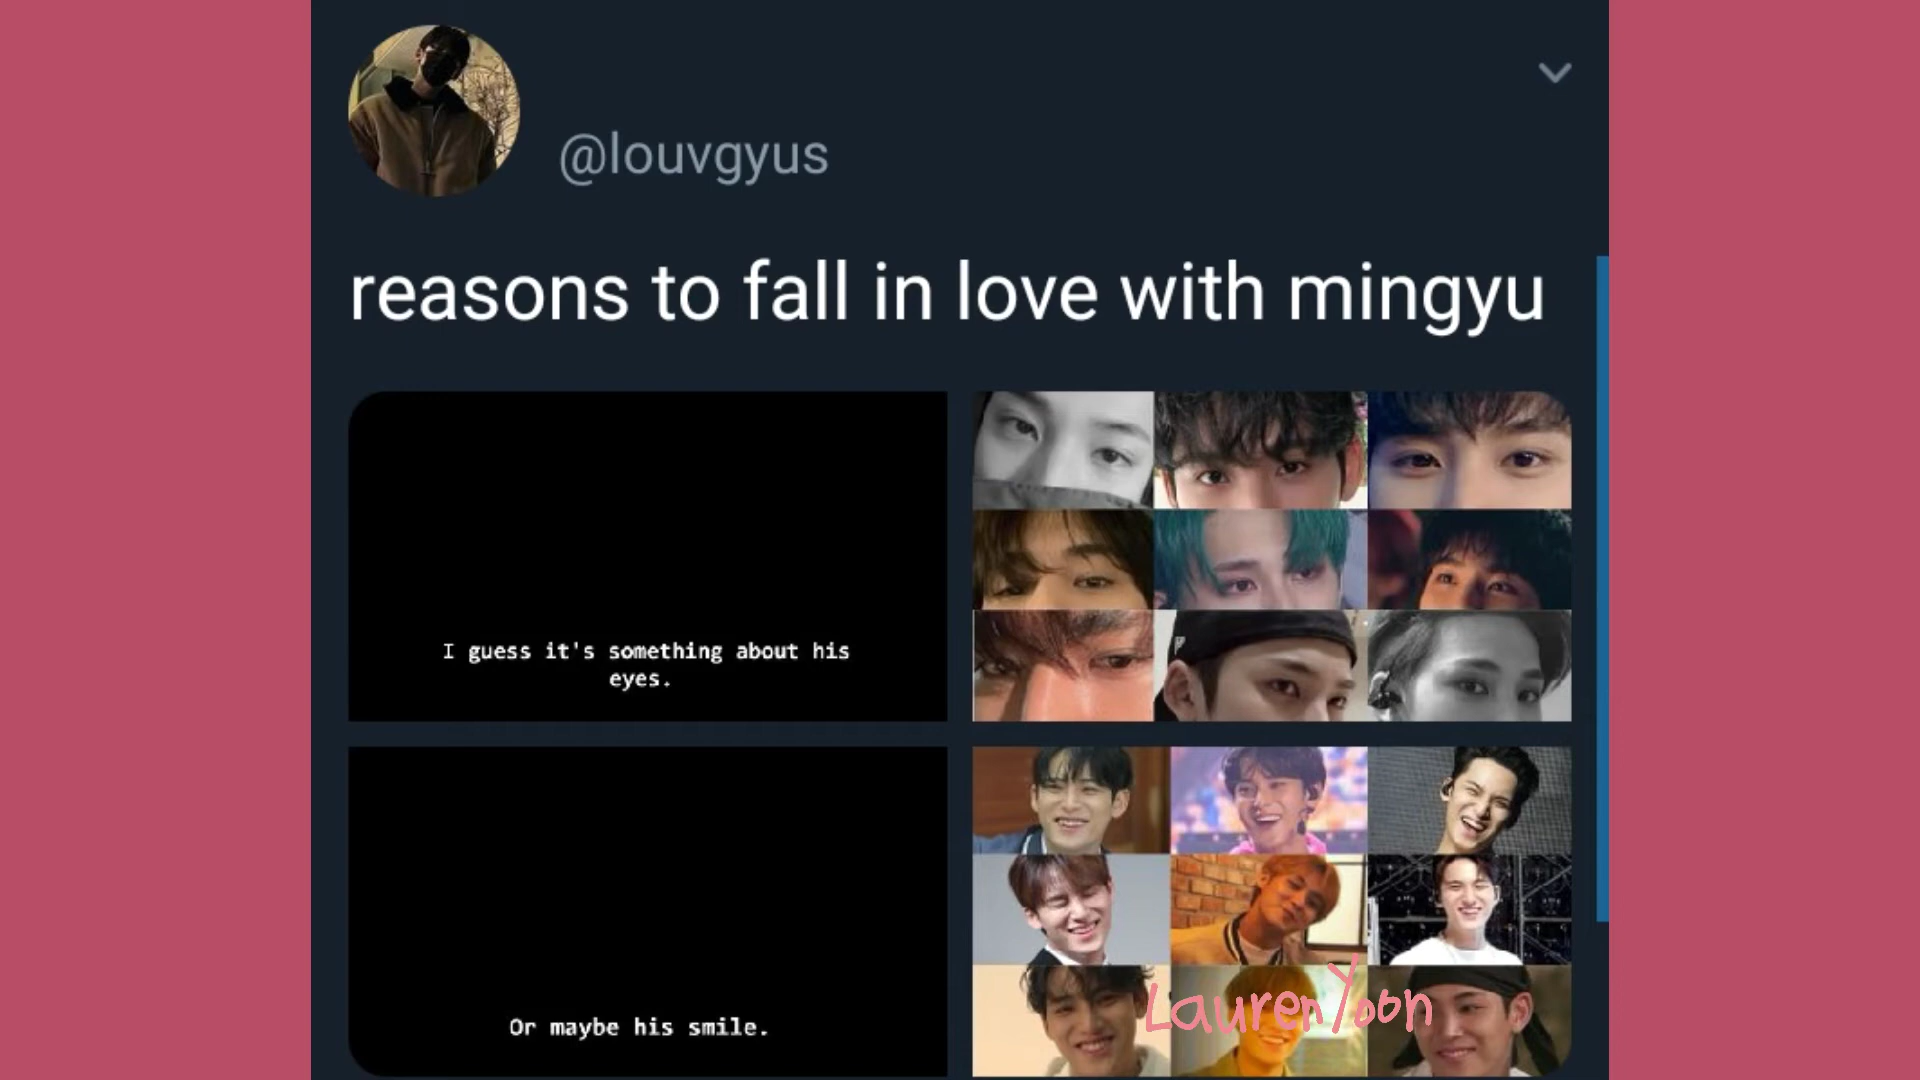 @louvgyus
reasons to fall in love with mingyu
I guess it's something about his
eyes.
Or maybe his smile.
LaurenYoon